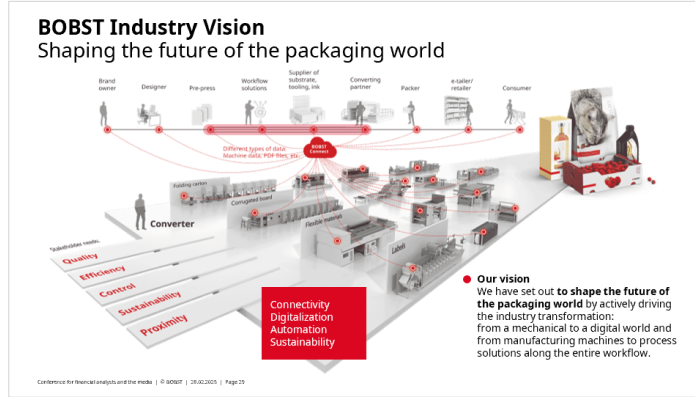 BOBST Industry Vision
Shaping the future of the packaging world
Brand
owner
Designer
Pre-press
Workflow
solutions
Supplier of
substrate,
tooling, ink
Converting
partner
Packer
e-tailer/
retailer
Consumer
Different types of data:
Machine data, PDF files, etc.
BOBST
Connect
Folding carton
Corrugated board
Flexible materials
Labels
Converter
Stakeholder needs:
Quality
Efficiency
Control
Sustainability
Proximity
Connectivity
Digitalization
Automation
Sustainability
Our vision
We have set out to shape the future of
the packaging world by actively driving
the industry transformation:
from a mechanical to a digital world and
from manufacturing machines to process
solutions along the entire workflow.
Conference for financial analysts and the media | © BOBST | | Page 29